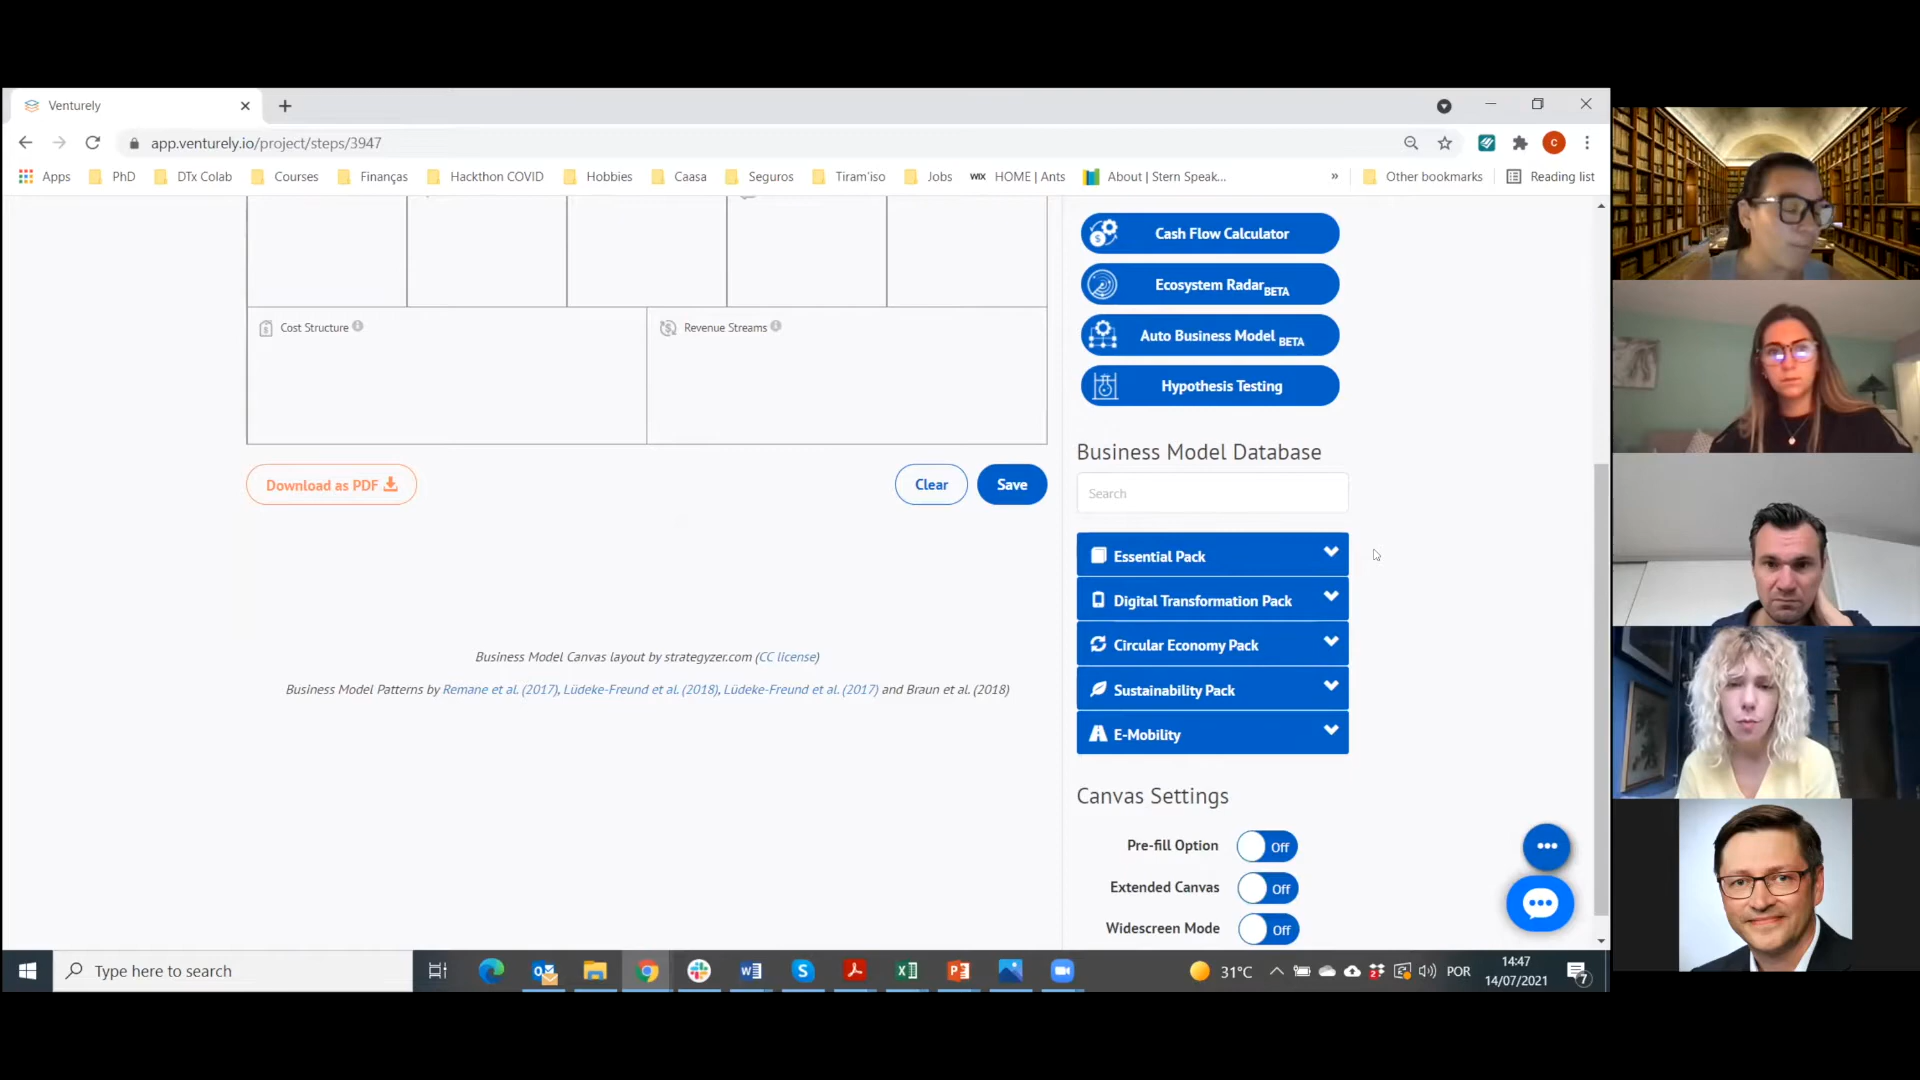 Venturely
app.venturely.io/project/steps/3947
C
Apps PhD DTx Colab Courses Finanças Hackthon COVID Hobbies Caasa Seguros Tiram'iso Jobs WIX HOME | Ants About | Stern Speak... » Other bookmarks Reading list
Cash Flow Calculator
Ecosystem Radar BETA
Auto Business Model BETA
Hypothesis Testing
Cost Structure
Revenue Streams
Download as PDF
Clear
Save
Business Model Database
Search
Essential Pack
Digital Transformation Pack
Circular Economy Pack
Sustainability Pack
E-Mobility
Business Model Canvas layout by strategyzer.com (CC license)
Business Model Patterns by Remane et al. (2017), Lüdeke-Freund et al. (2018), Lüdeke-Freund et al. (2017) and Braun et al. (2018)
Canvas Settings
Pre-fill Option Off
Extended Canvas Off
Widescreen Mode Off
Type here to search
31°C
POR
14:47
14/07/2021
7